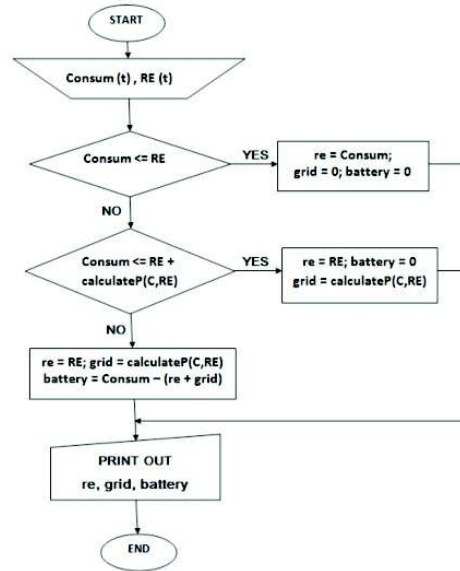 START
Consum (t) , RE (t)
Consum <= RE
YES
re = Consum;
grid = 0; battery = 0
NO
Consum <= RE +
calculateP(C,RE)
YES
re = RE; battery = 0
grid = calculateP(C,RE)
NO
re = RE; grid = calculateP(C,RE)
battery = Consum – (re + grid)
PRINT OUT
re, grid, battery
END